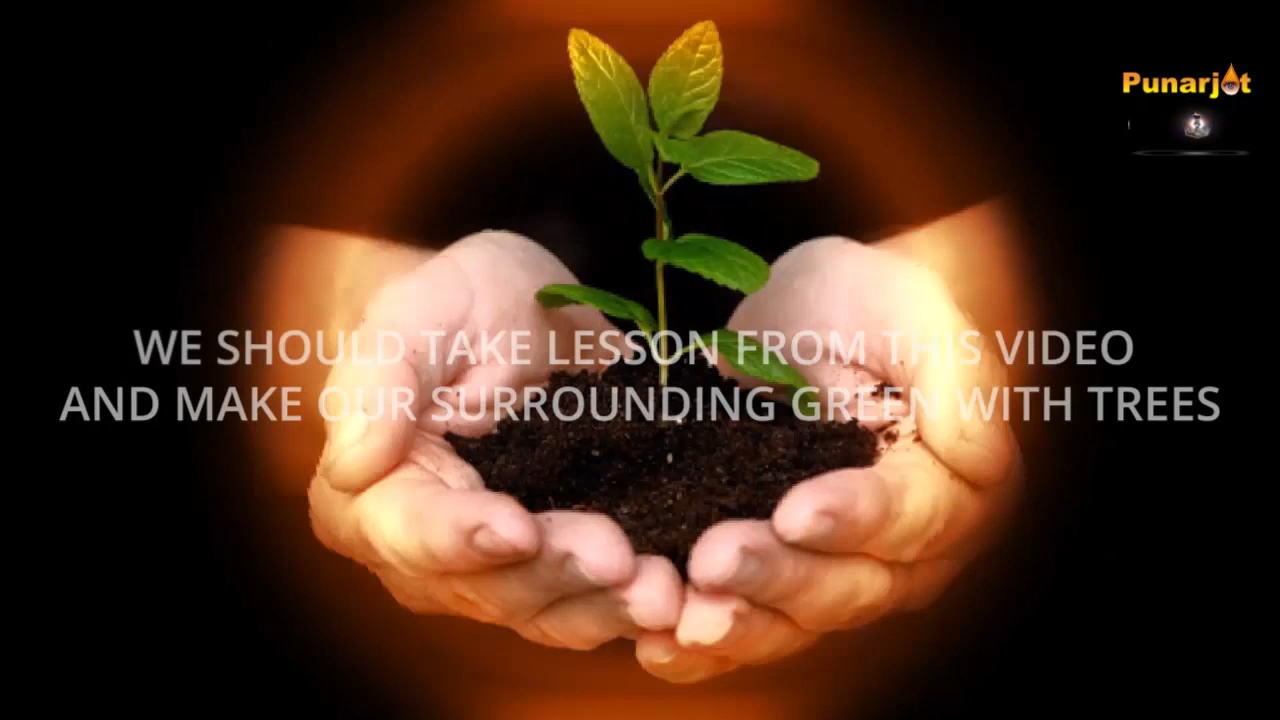 Punarjot
WE SHOULD TAKE LESSON FROM THIS VIDEO
AND MAKE OUR SURROUNDING GREEN WITH TREES